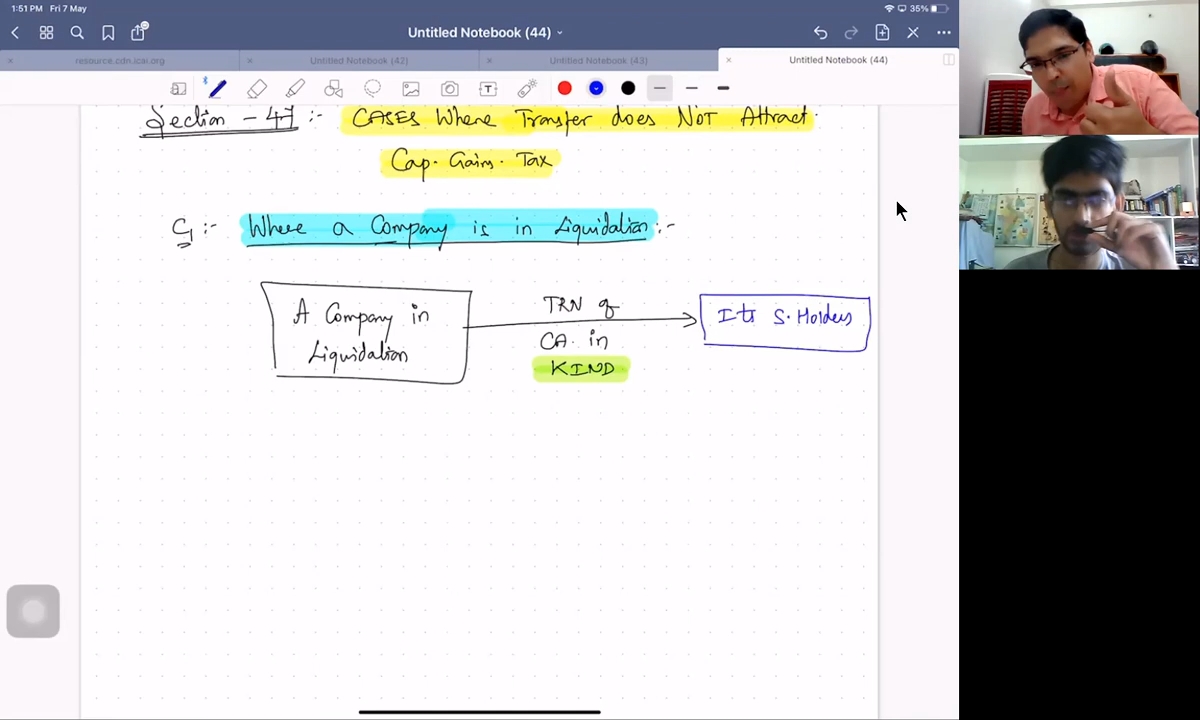 1:51 PM Fri 7 May
35%
Untitled Notebook (44)
resource.cdn.icai.org
Untitled Notebook (42)
Untitled Notebook (43)
Untitled Notebook (44)
Section - 47 :- CASES Where Transfer does NOT Attract
Cap. Gains. Tax
C1 :- Where a Company is in Liquidation :-
A Company in
Liquidation
TRN of
CA. in
KIND
Its S. Holders